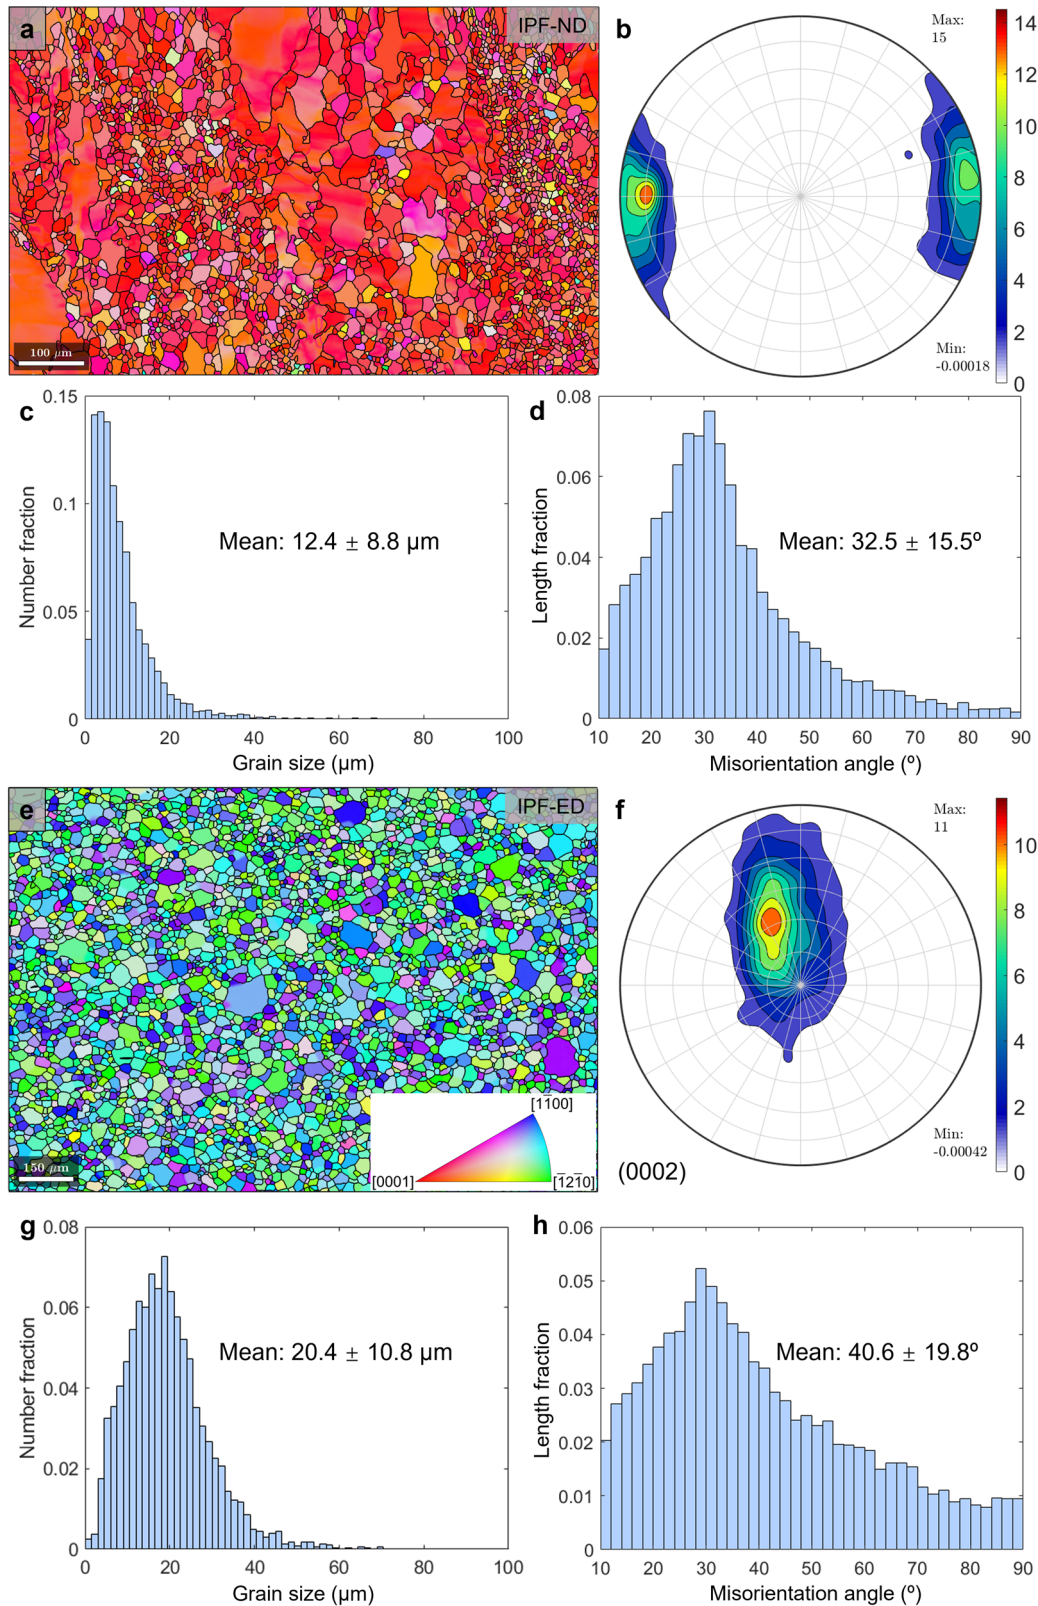 a
IPF-ND
100 μm
b
Max:
15
Min:
-0.00018
14
12
10
8
6
4
2
0
c
0.15
0.1
0.05
0
Number fraction
Mean: 12.4 ± 8.8 μm
0 20 40 60 80 100
Grain size (μm)
d
0.08
0.06
0.04
0.02
0
Length fraction
Mean: 32.5 ± 15.5º
10 20 30 40 50 60 70 80 90
Misorientation angle (º)
e
IPF-ED
150 μm
[11̅00]
[0001]
[1̅21̅0]
f
Max:
11
Min:
-0.00042
(0002)
10
8
6
4
2
0
g
0.08
0.06
0.04
0.02
0
Number fraction
Mean: 20.4 ± 10.8 μm
0 20 40 60 80 100
Grain size (μm)
h
0.06
0.05
0.04
0.03
0.02
0.01
0
Length fraction
Mean: 40.6 ± 19.8º
10 20 30 40 50 60 70 80 90
Misorientation angle (º)